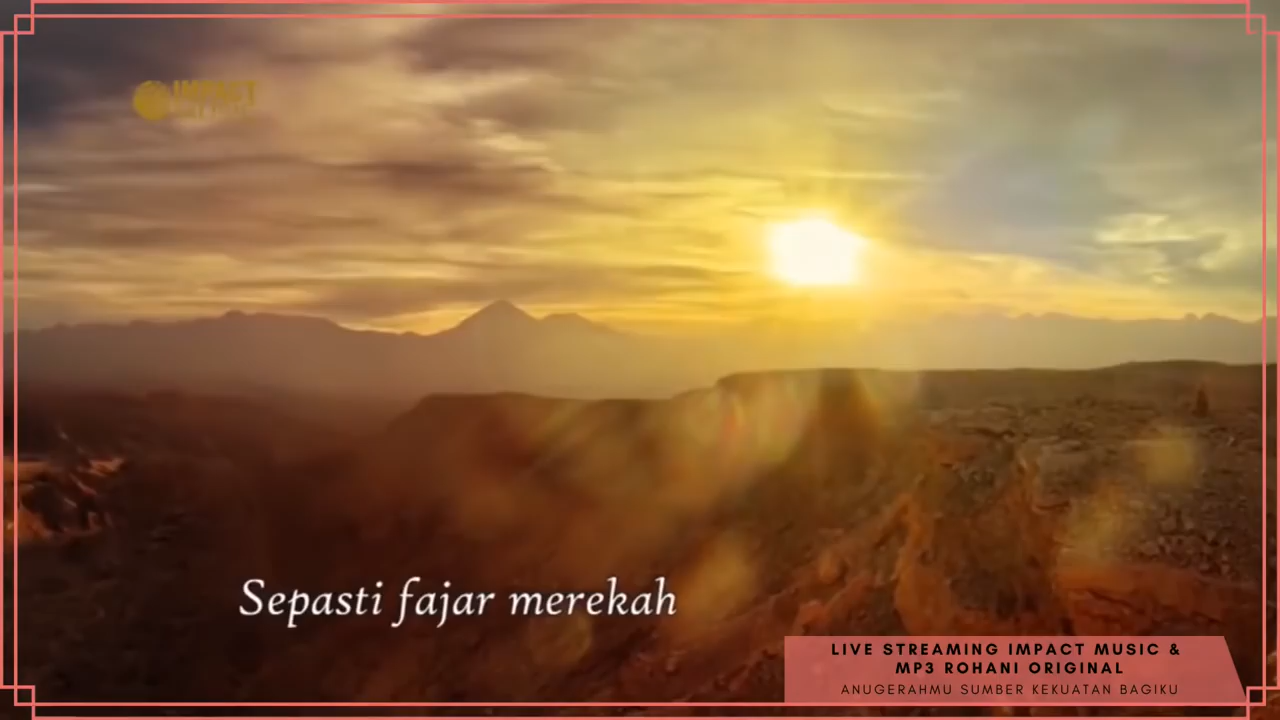 IMPACT
Sepasti fajar merekah
LIVE STREAMING IMPACT MUSIC &
MP3 ROHANI ORIGINAL
ANUGERAHMU SUMBER KEKUATAN BAGIKU